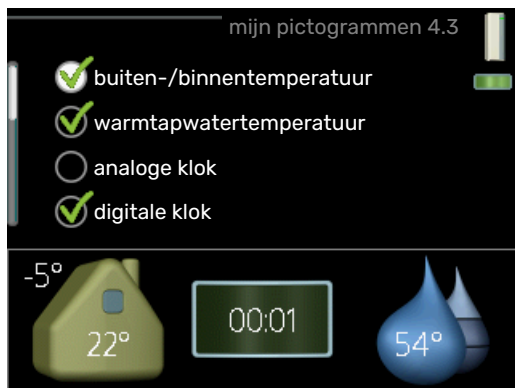 mijn pictogrammen 4.3
buiten-/binnentemperatuur
warmtapwatertemperatuur
analoge klok
digitale klok
-5°
22°
00:01
54°